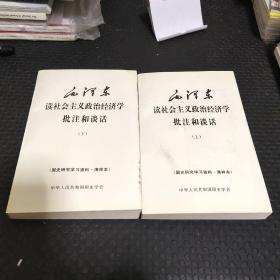 毛泽东
读社会主义政治经济学
批注和谈话
(下)
(国史研究学习资料·清样本)
中华人民共和国国史学会
毛泽东
读社会主义政治经济学
批注和谈话
(上)
(国史研究学习资料·清样本)
中华人民共和国国史学会